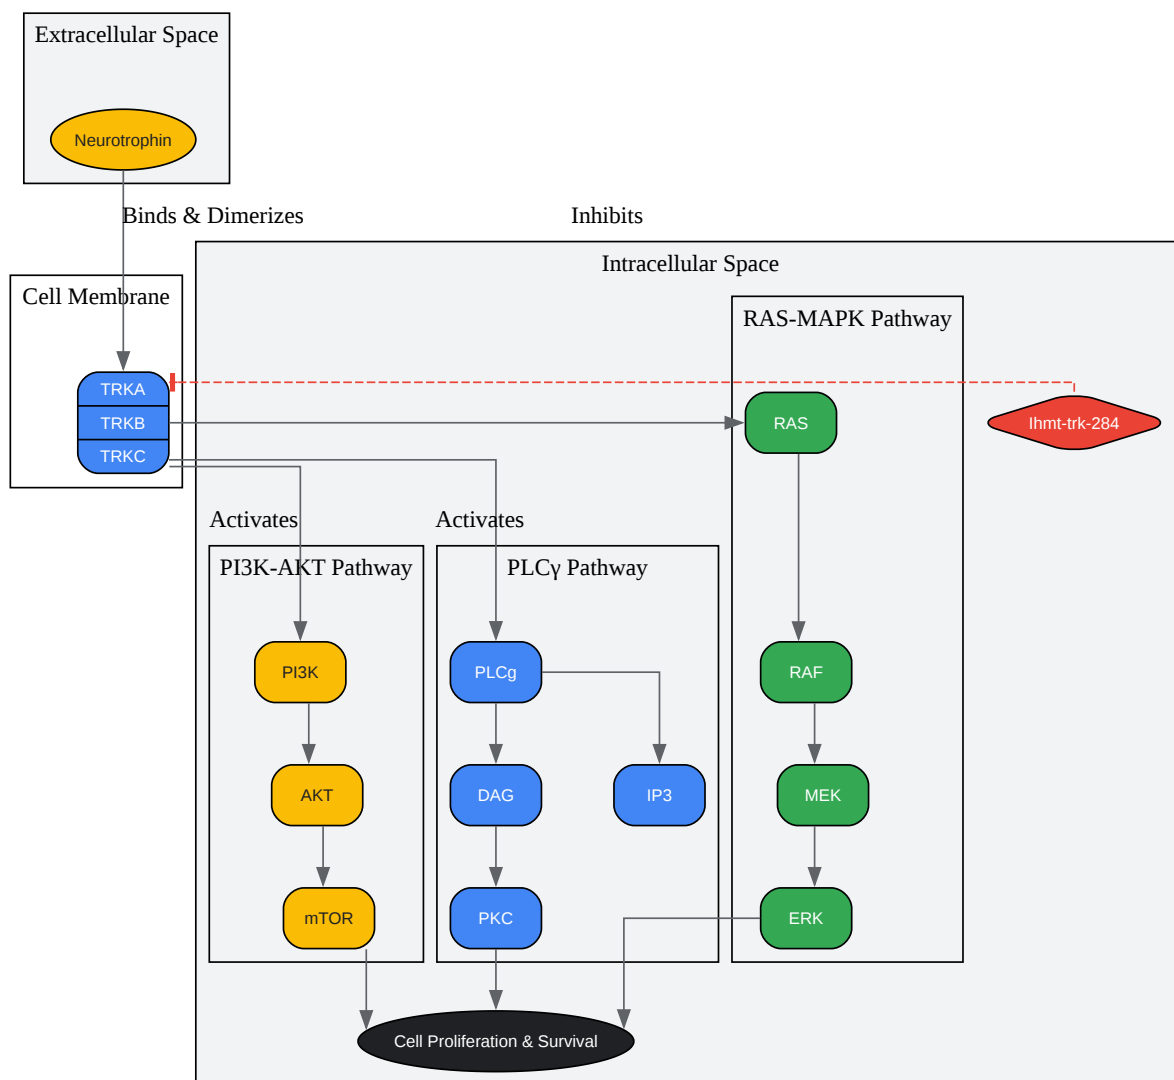 Extracellular Space
Neurotrophin
Binds & Dimerizes
Inhibits
Intracellular Space
Cell Membrane
RAS-MAPK Pathway
TRKA
TRKB
TRKC
RAS
Ihmt-trk-284
Activates
Activates
PI3K-AKT Pathway
PLCγ Pathway
PI3K
PLCg
RAF
AKT
DAG
IP3
MEK
mTOR
PKC
ERK
Cell Proliferation & Survival